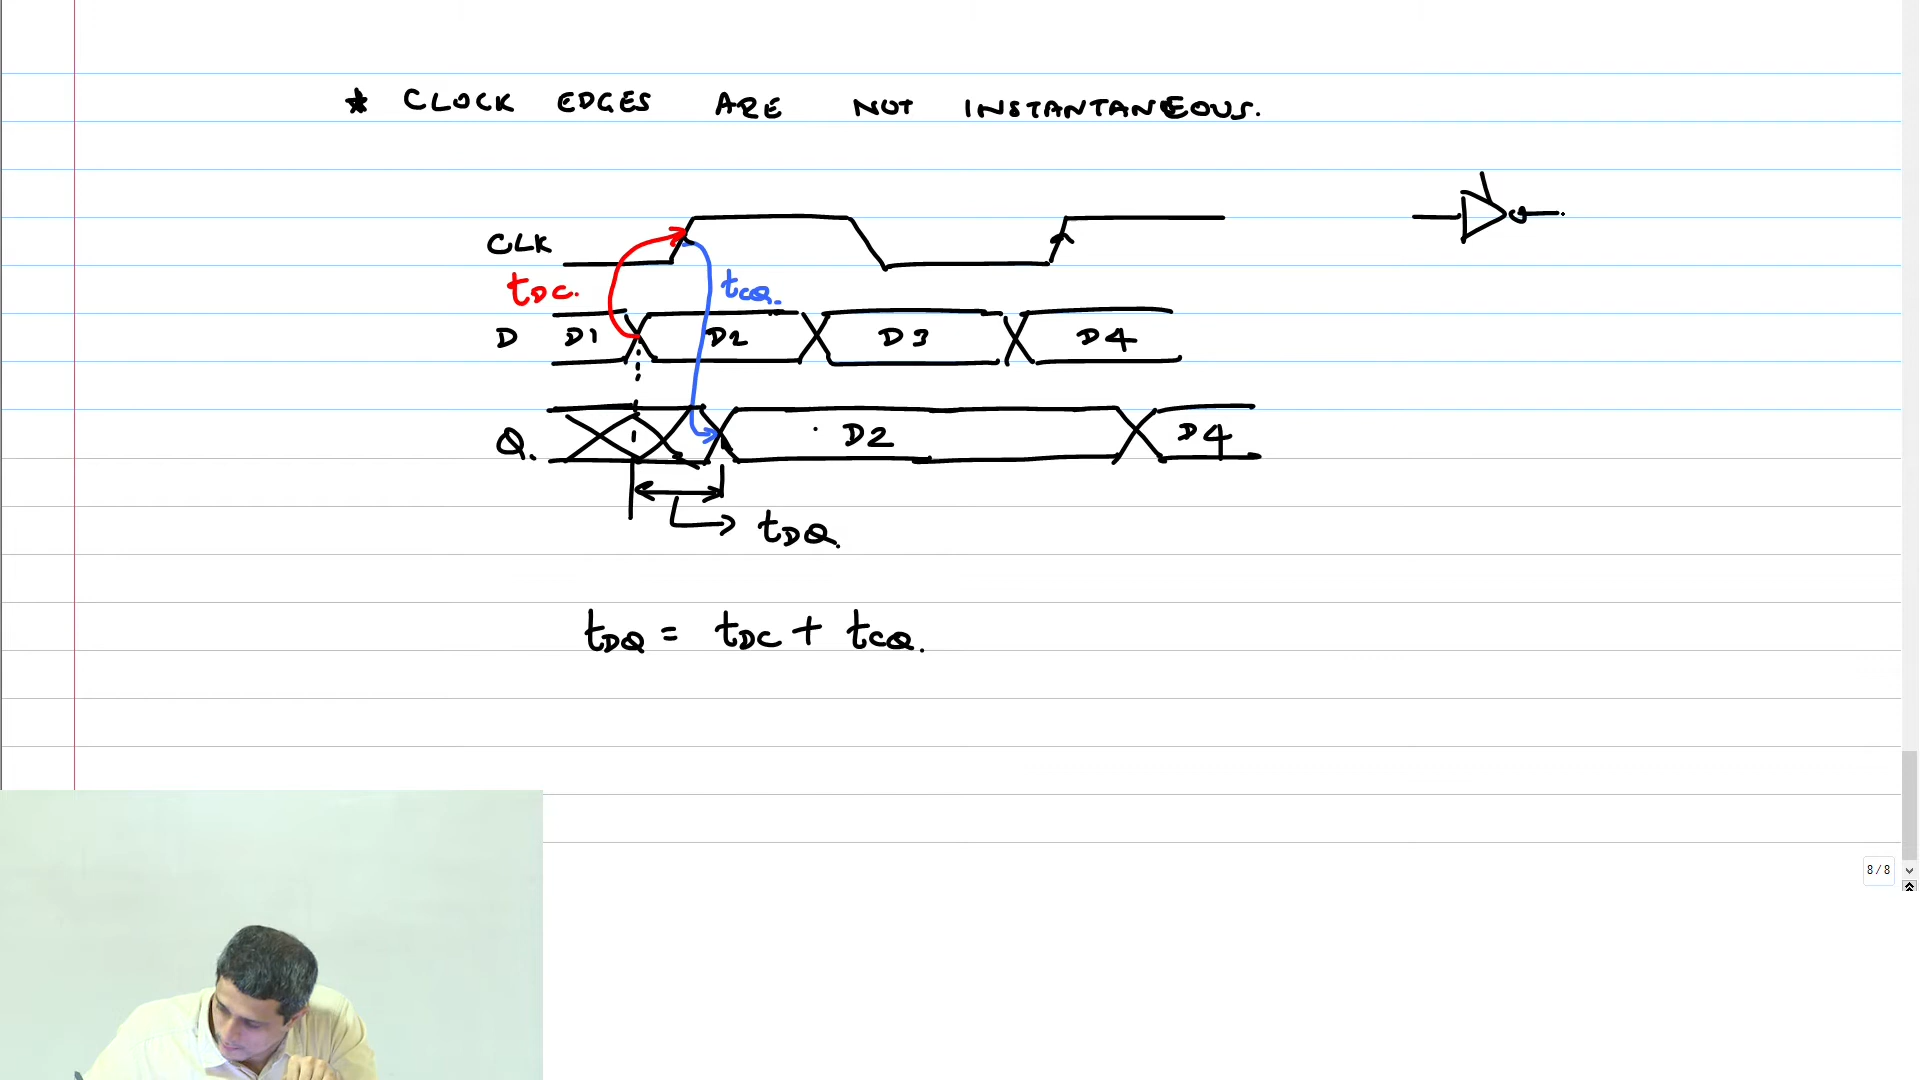 * CLOCK EDGES ARE NOT INSTANTANEOUS.
CLK
tDC.
tCQ.
D D1 D2 D3 D4
Q. D2 D4
tDQ.
tDQ = tDC + tCQ.
8/8